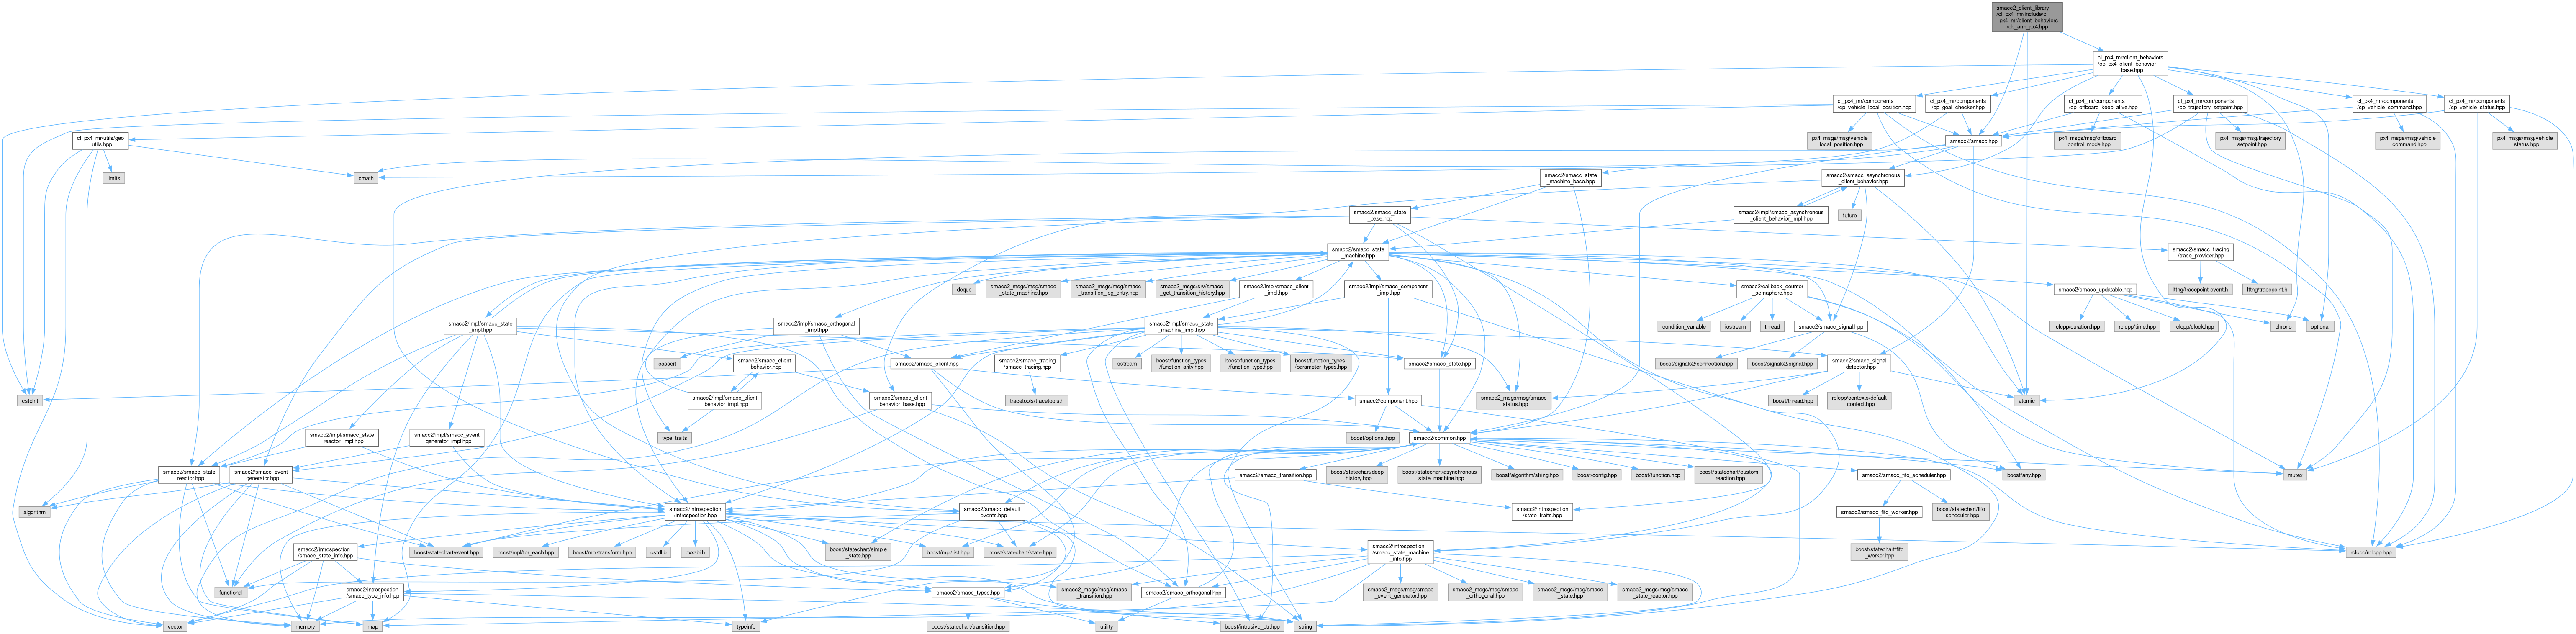 smacc2_client_library
/cl_px4_mr/include/cl
_px4_mr/client_behaviors
/cb_arm_px4.hpp
cl_px4_mr/client_behaviors
/cb_px4_client_behavior
_base.hpp
cl_px4_mr/components
/cp_vehicle_local_position.hpp
cl_px4_mr/components
/cp_goal_checker.hpp
cl_px4_mr/components
/cp_offboard_keep_alive.hpp
cl_px4_mr/components
/cp_trajectory_setpoint.hpp
cl_px4_mr/components
/cp_vehicle_command.hpp
cl_px4_mr/components
/cp_vehicle_status.hpp
cl_px4_mr/utils/geo
_utils.hpp
px4_msgs/msg/vehicle
_local_position.hpp
smacc2/smacc.hpp
px4_msgs/msg/offboard
_control_mode.hpp
px4_msgs/msg/trajectory
_setpoint.hpp
px4_msgs/msg/vehicle
_command.hpp
px4_msgs/msg/vehicle
_status.hpp
limits
cmath
smacc2/smacc_state
_machine_base.hpp
smacc2/smacc_asynchronous
_client_behavior.hpp
smacc2/smacc_state
_base.hpp
smacc2/impl/smacc_asynchronous
_client_behavior_impl.hpp
future
smacc2/smacc_state
_machine.hpp
smacc2/smacc_tracing
/trace_provider.hpp
deque
smacc2_msgs/msg/smacc
_state_machine.hpp
smacc2_msgs/msg/smacc
_transition_log_entry.hpp
smacc2_msgs/srv/smacc
_get_transition_history.hpp
smacc2/impl/smacc_client
_impl.hpp
smacc2/impl/smacc_component
_impl.hpp
smacc2/callback_counter
_semaphore.hpp
smacc2/smacc_updatable.hpp
lttng/tracepoint-event.h
lttng/tracepoint.h
smacc2/impl/smacc_state
_impl.hpp
smacc2/impl/smacc_orthogonal
_impl.hpp
smacc2/impl/smacc_state
_machine_impl.hpp
condition_variable
iostream
thread
smacc2/smacc_signal.hpp
rclcpp/duration.hpp
rclcpp/time.hpp
rclcpp/clock.hpp
chrono
optional
smacc2/smacc_client
_behavior.hpp
cassert
smacc2/smacc_client.hpp
smacc2/smacc_tracing
/smacc_tracing.hpp
sstream
boost/function_types
/function_arity.hpp
boost/function_types
/function_type.hpp
boost/function_types
/parameter_types.hpp
smacc2/smacc_state.hpp
boost/signals2/connection.hpp
boost/signals2/signal.hpp
smacc2/smacc_signal
_detector.hpp
cstdint
smacc2/impl/smacc_client
_behavior_impl.hpp
smacc2/smacc_client
_behavior_base.hpp
tracetools/tracetools.h
smacc2_msgs/msg/smacc
_status.hpp
smacc2/component.hpp
boost/thread.hpp
rclcpp/contexts/default
_context.hpp
atomic
smacc2/impl/smacc_state
_reactor_impl.hpp
smacc2/impl/smacc_event
_generator_impl.hpp
type_traits
boost/optional.hpp
smacc2/common.hpp
smacc2/smacc_state
_reactor.hpp
smacc2/smacc_event
_generator.hpp
smacc2/smacc_transition.hpp
boost/statechart/deep
_history.hpp
boost/statechart/asynchronous
_state_machine.hpp
boost/algorithm/string.hpp
boost/config.hpp
boost/function.hpp
boost/statechart/custom
_reaction.hpp
smacc2/smacc_fifo_scheduler.hpp
boost/any.hpp
mutex
algorithm
smacc2/introspection
/introspection.hpp
smacc2/smacc_default
_events.hpp
smacc2/introspection
/state_traits.hpp
smacc2/smacc_fifo_worker.hpp
boost/statechart/fifo
_scheduler.hpp
smacc2/introspection
/smacc_state_info.hpp
boost/statechart/event.hpp
boost/mpl/for_each.hpp
boost/mpl/transform.hpp
cstdlib
cxxabi.h
boost/statechart/simple
_state.hpp
boost/mpl/list.hpp
boost/statechart/state.hpp
smacc2/introspection
/smacc_state_machine
_info.hpp
boost/statechart/fifo
_worker.hpp
rclcpp/rclcpp.hpp
functional
smacc2/introspection
/smacc_type_info.hpp
smacc2/smacc_types.hpp
smacc2_msgs/msg/smacc
_transition.hpp
smacc2/smacc_orthogonal.hpp
smacc2_msgs/msg/smacc
_event_generator.hpp
smacc2_msgs/msg/smacc
_orthogonal.hpp
smacc2_msgs/msg/smacc
_state.hpp
smacc2_msgs/msg/smacc
_state_reactor.hpp
vector
memory
map
typeinfo
boost/statechart/transition.hpp
utility
boost/intrusive_ptr.hpp
string